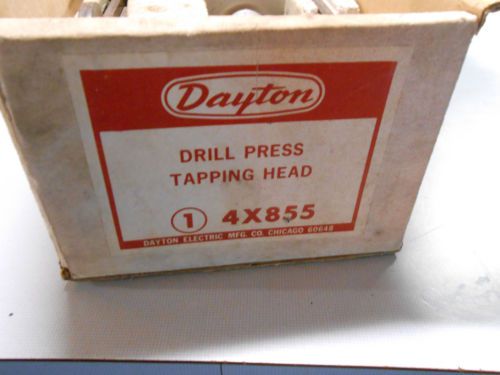 Dayton
DRILL PRESS
TAPPING HEAD
1 4X855
DAYTON ELECTRIC MFG. CO. CHICAGO 60648